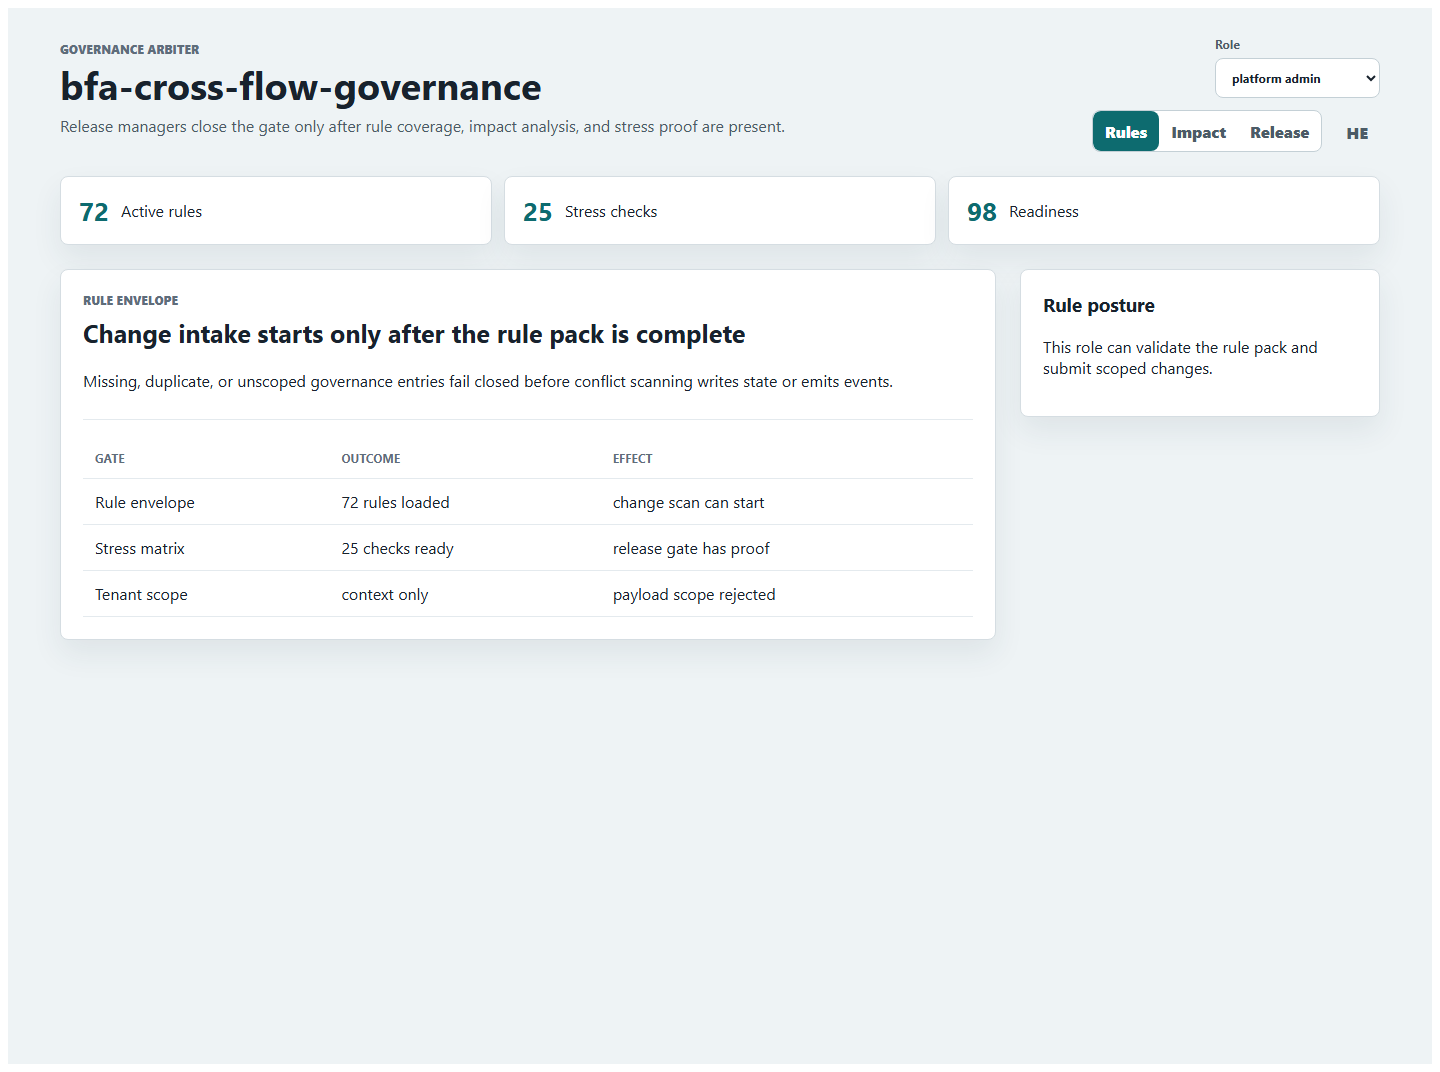 GOVERNANCE ARBITER
bfa-cross-flow-governance
Release managers close the gate only after rule coverage, impact analysis, and stress proof are present.
Role
platform admin
Rules Impact Release HE
72 Active rules
25 Stress checks
98 Readiness
RULE ENVELOPE
Change intake starts only after the rule pack is complete
Missing, duplicate, or unscoped governance entries fail closed before conflict scanning writes state or emits events.
GATE OUTCOME EFFECT
Rule envelope 72 rules loaded change scan can start
Stress matrix 25 checks ready release gate has proof
Tenant scope context only payload scope rejected
Rule posture
This role can validate the rule pack and
submit scoped changes.